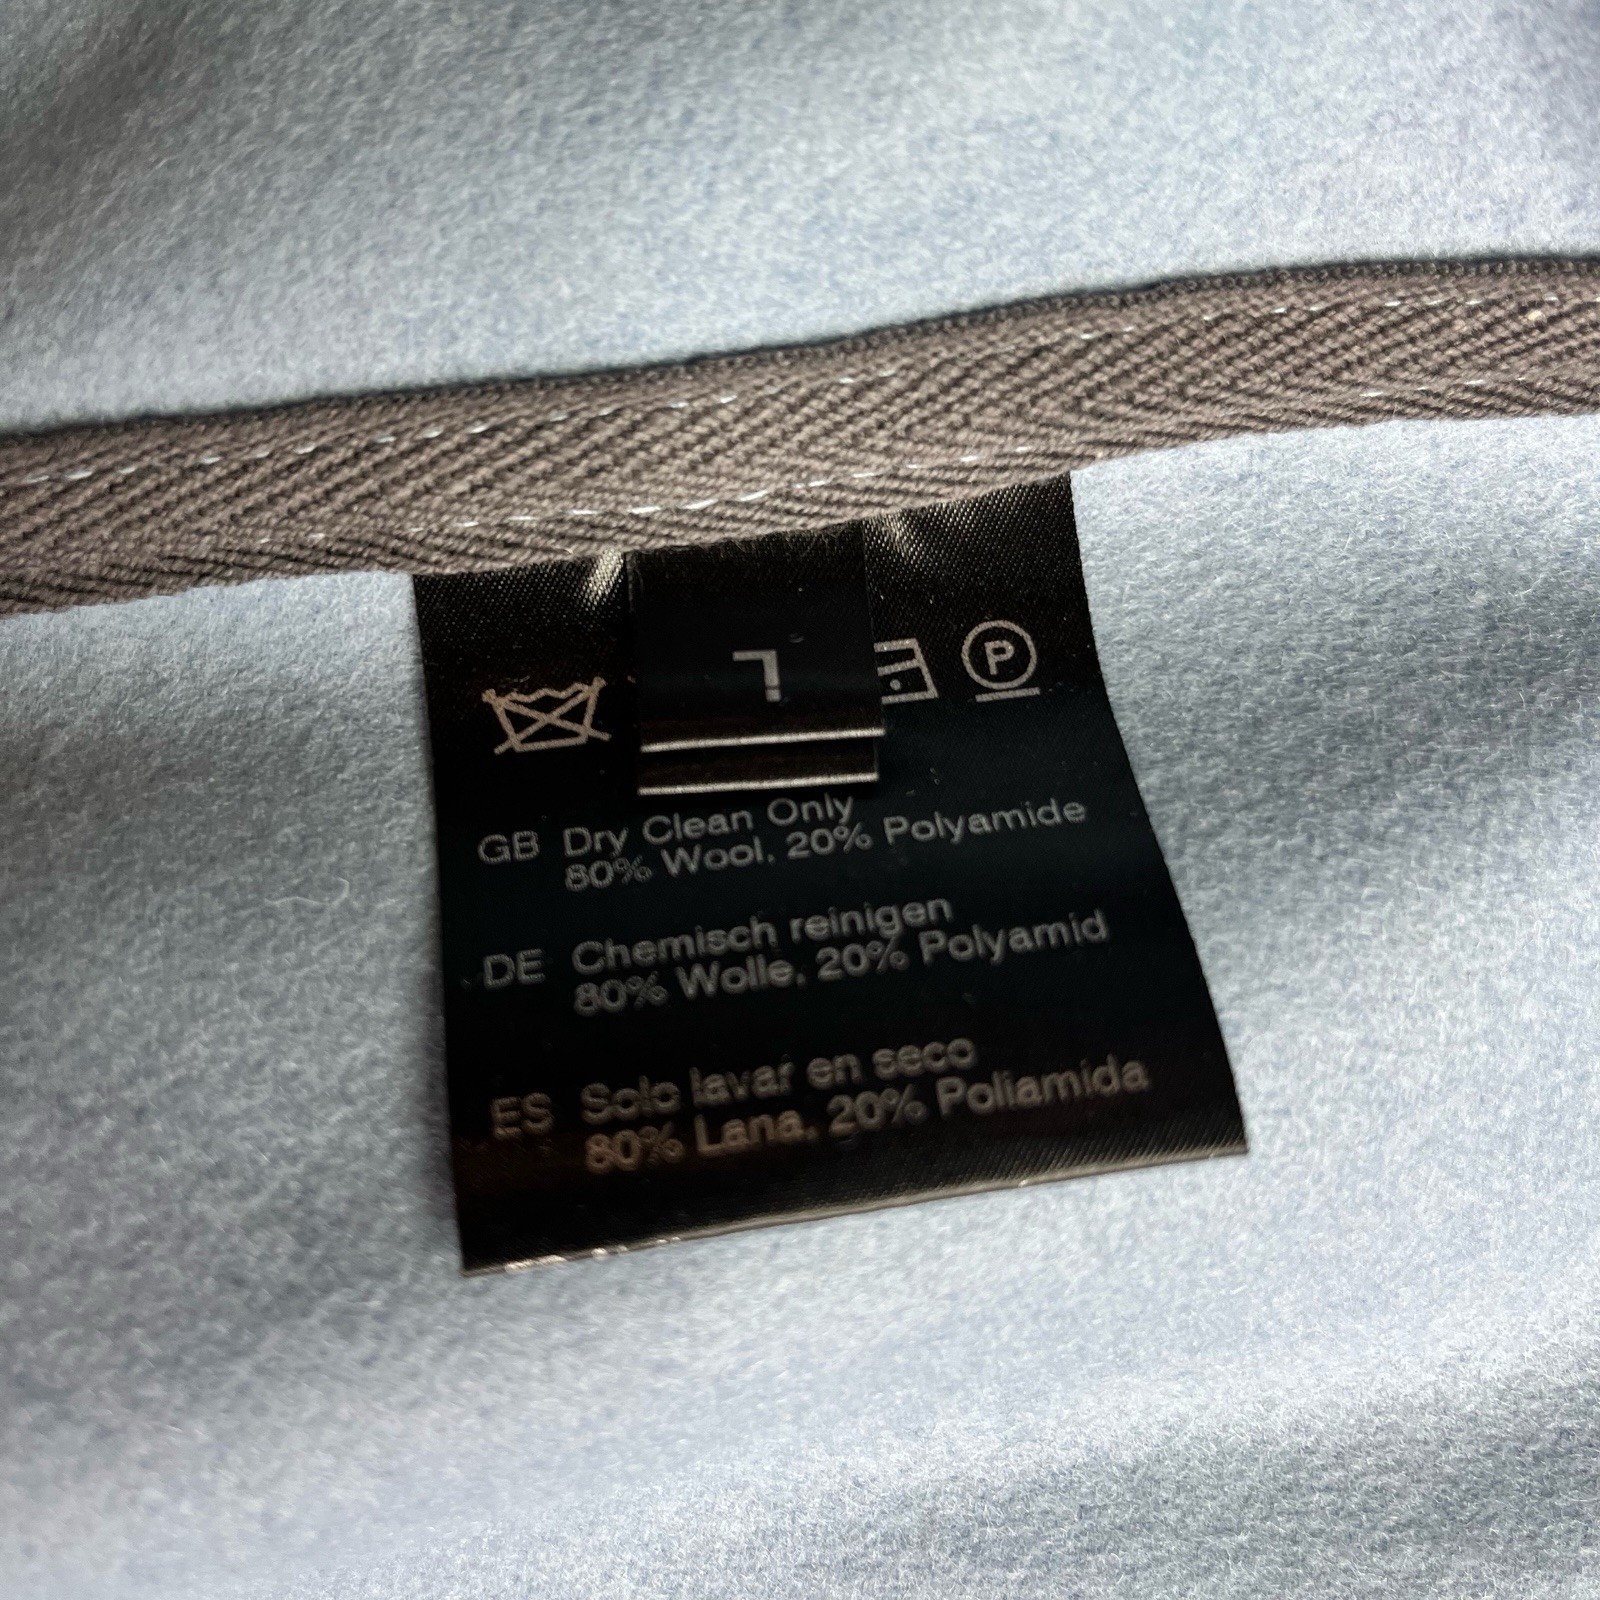 L
P
GB Dry Clean Only
80% Wool, 20% Polyamide
DE Chemisch reinigen
80% Wolle, 20% Polyamid
ES Solo lavar en seco
80% Lana, 20% Poliamida